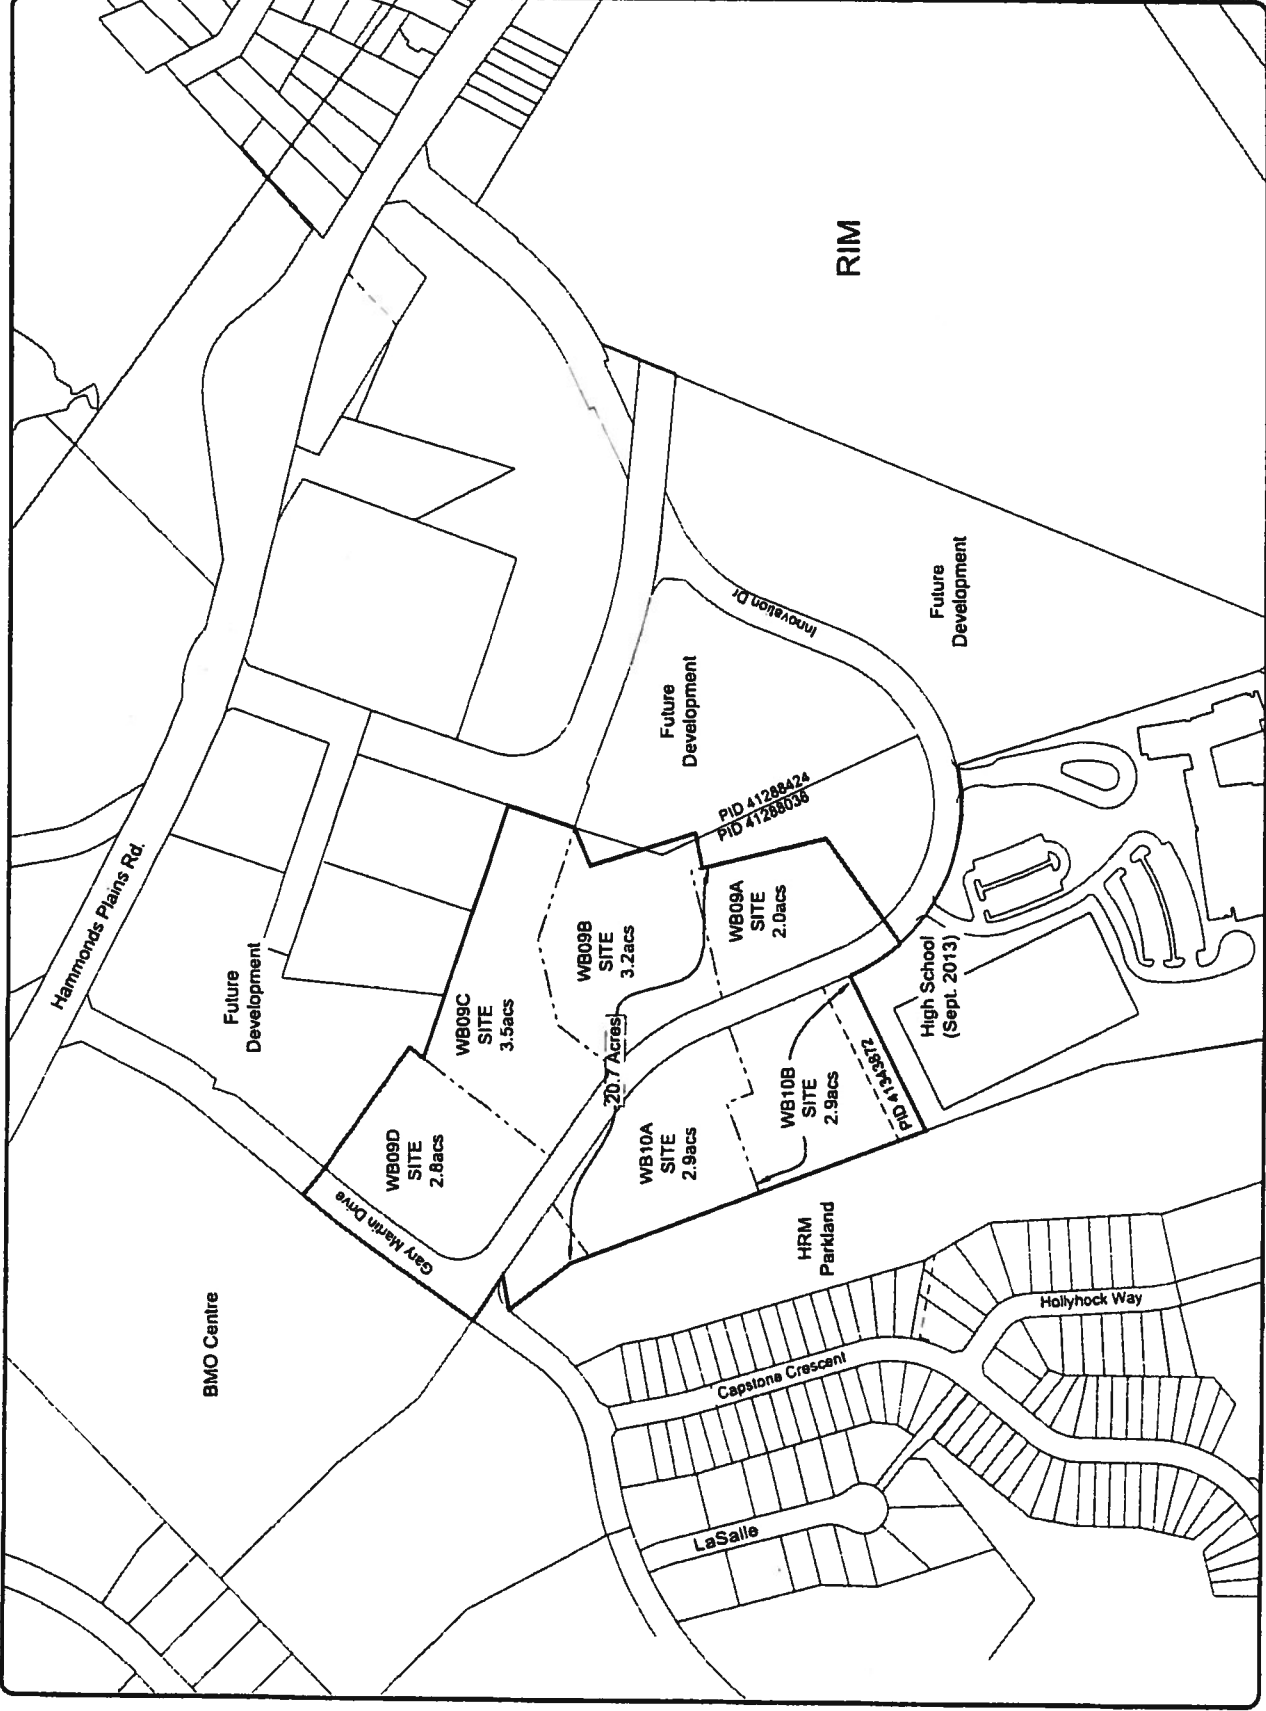 Hammonds Plains Rd.
RIM
Future
Development
Innovation Dr
Future
Development
PID 41288424
PID 41288036
Future
Development
WB09C
SITE
3.5acs
WB09B
SITE
3.2acs
WB09A
SITE
2.0acs
WB09D
SITE
2.8acs
20.7 Acres
WB10A
SITE
2.9acs
WB10B
SITE
2.9acs
PID 41343872
High School
(Sept. 2013)
Gary Martin Drive
BMO Centre
HRM
Parkland
Hollyhock Way
Capstone Crescent
LaSalle